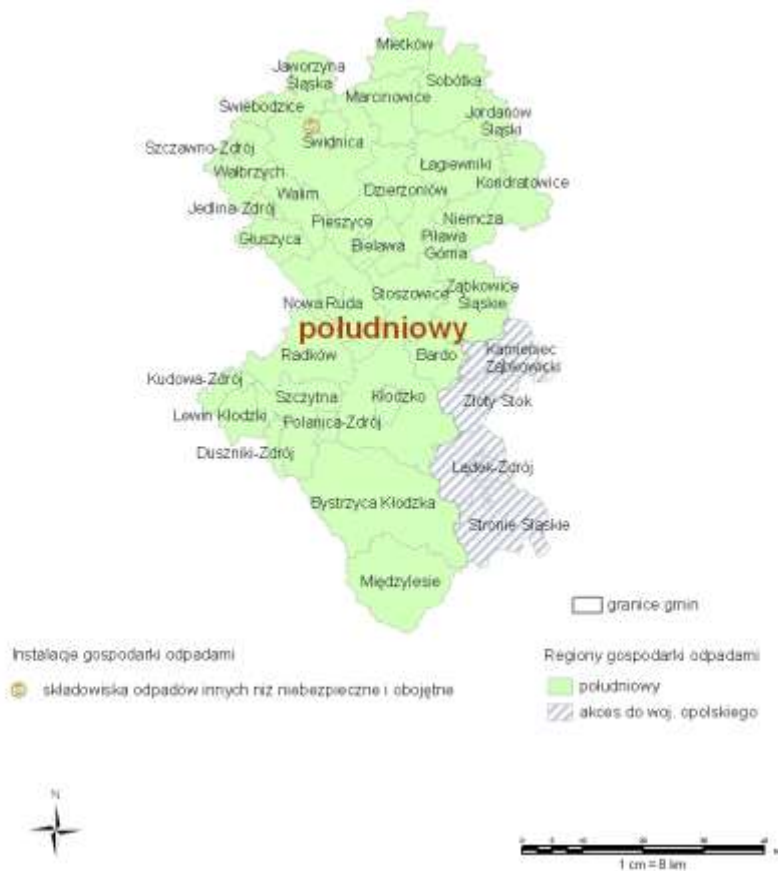 Mietków
Jaworzyna
Śląska
Sobótka
Marcinowice
Świebodzice
Jordanów
Śląski
Świdnica
Szczawno-Zdrój
Łagiewniki
Wałbrzych
Kondratowice
Dzierżoniów
Walim
Jedlina-Zdrój
Pieszyce
Niemcza
Głuszyca
Bielawa
Piława
Górna
Ząbkowice
Śląskie
Stoszowice
Nowa Ruda
południowy
Radków
Bardo
Kamieniec
Ząbkowicki
Kudowa-Zdrój
Szczytna
Kłodzko
Złoty Stok
Lewin Kłodzki
Polanica-Zdrój
Duszniki-Zdrój
Lądek-Zdrój
Bystrzyca Kłodzka
Stronie Śląskie
Międzylesie
granice gmin
Instalacje gospodarki odpadami
składowiska odpadów innych niż niebezpieczne i obojętne
Regiony gospodarki odpadami
południowy
akces do woj. opolskiego
N
1 cm = 8 km